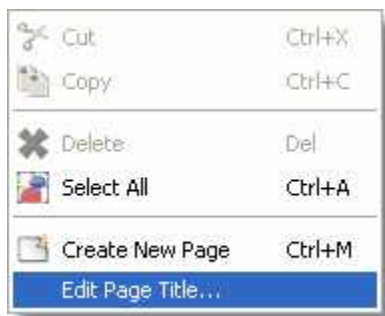 Cut Ctrl+X
Copy Ctrl+C
Delete Del
Select All Ctrl+A
Create New Page Ctrl+M
Edit Page Title...